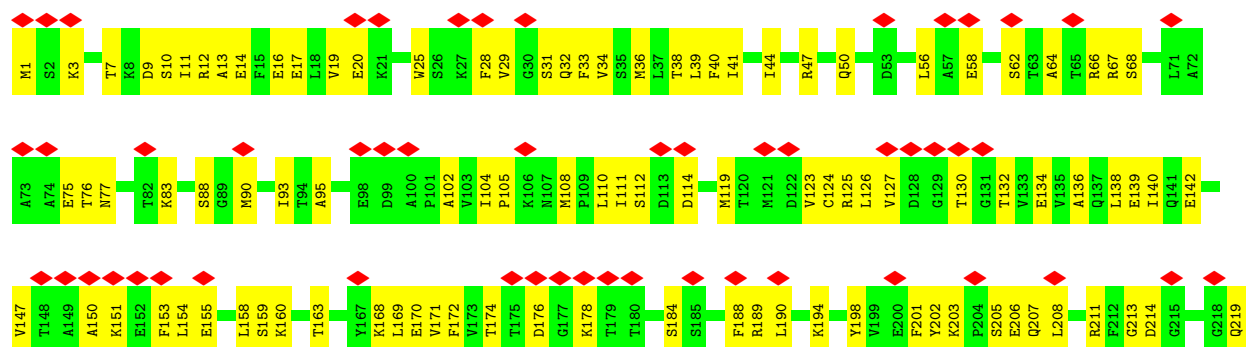 M1 S2 K3 T7 K8 D9 S10 I11 R12 A13 E14 F15 E16 E17 L18 V19 E20 K21 W25 S26 K27 F28 V29 G30 S31 Q32 F33 V34 S35 M36 L37 T38 L39 F40 I41 I44 R47 Q50 D53 L56 A57 E58 S62 T63 A64 T65 R66 R67 S68 L71 A72
A73 A74 E75 T76 N77 T82 K83 S88 G89 M90 I93 T94 A95 E98 D99 A100 P101 A102 V103 I104 P105 K106 N107 M108 P109 L110 I111 S112 D113 D114 M119 T120 M121 D122 V123 C124 R125 L126 V127 D128 G129 T130 G131 T132 V133 E134 V135 A136 Q137 L138 E139 I140 Q141 E142
V147 T148 A149 A150 K151 E152 F153 L154 E155 L158 S159 K160 T163 Y167 K168 L169 E170 V171 F172 V173 T174 T175 D176 G177 K178 T179 T180 S184 S185 F188 R189 L190 K194 Y198 V199 E200 F201 Y202 K203 P204 S205 E206 Q207 L208 R211 F212 G213 D214 G215 G218 Q219